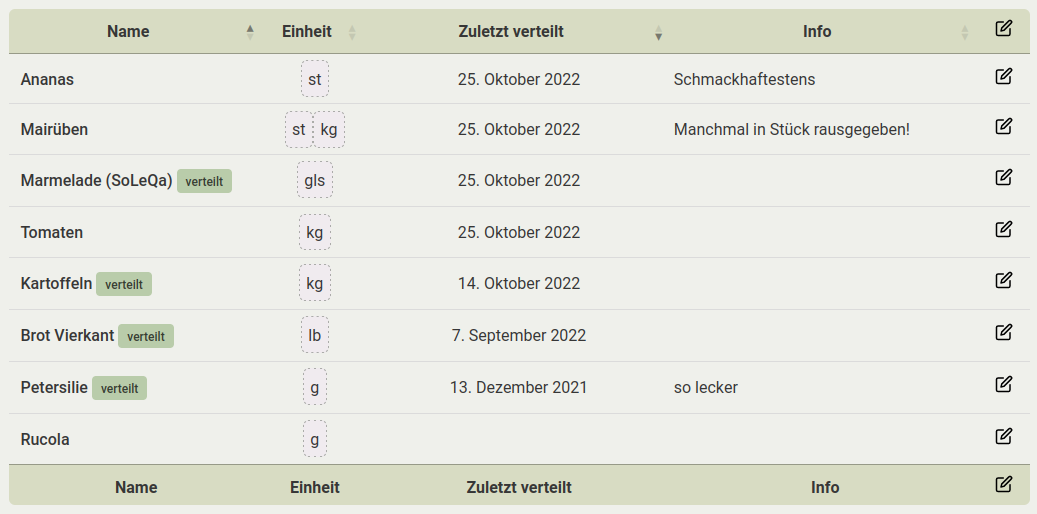 Name Einheit Zuletzt verteilt Info
Ananas st 25. Oktober 2022 Schmackhaftestens
Mairüben st kg 25. Oktober 2022 Manchmal in Stück rausgegeben!
Marmelade (SoLeQa) verteilt gls 25. Oktober 2022
Tomaten kg 25. Oktober 2022
Kartoffeln verteilt kg 14. Oktober 2022
Brot Vierkant verteilt lb 7. September 2022
Petersilie verteilt g 13. Dezember 2021 so lecker
Rucola g
Name Einheit Zuletzt verteilt Info